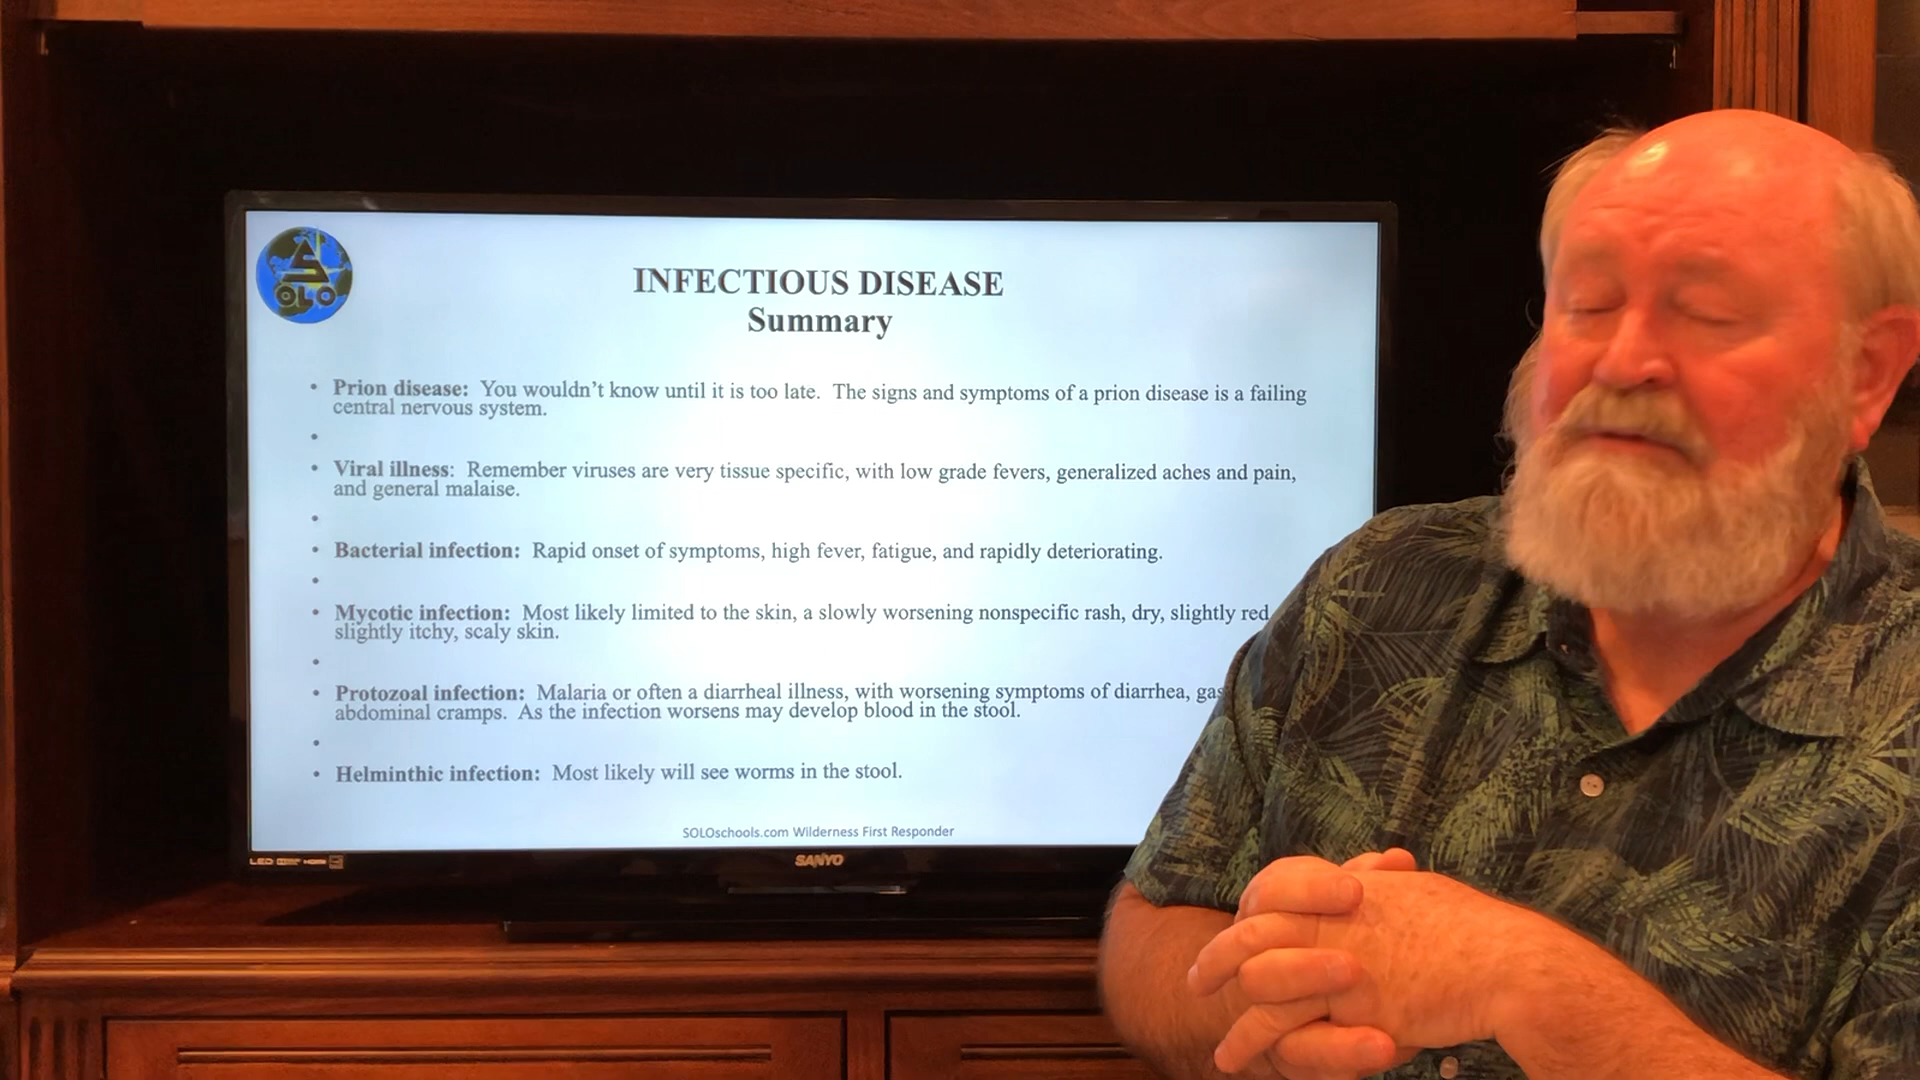 S
OLO
INFECTIOUS DISEASE
Summary
• Prion disease: You wouldn't know until it is too late. The signs and symptoms of a prion disease is a failing
central nervous system.
•
• Viral illness: Remember viruses are very tissue specific, with low grade fevers, generalized aches and pain,
and general malaise.
•
• Bacterial infection: Rapid onset of symptoms, high fever, fatigue, and rapidly deteriorating.
•
• Mycotic infection: Most likely limited to the skin, a slowly worsening nonspecific rash, dry, slightly red
slightly itchy, scaly skin.
•
• Protozoal infection: Malaria or often a diarrheal illness, with worsening symptoms of diarrhea, gas
abdominal cramps. As the infection worsens may develop blood in the stool.
•
• Helminthic infection: Most likely will see worms in the stool.
SOLOschools.com Wilderness First Responder
LED HDMI
SANYO